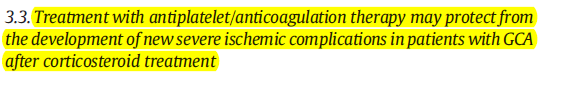 3.3. Treatment with antiplatelet/anticoagulation therapy may protect from
the development of new severe ischemic complications in patients with GCA
after corticosteroid treatment